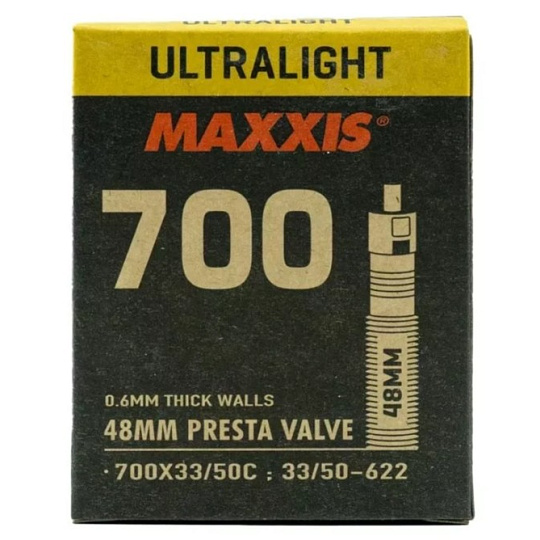 ULTRALIGHT
MAXXIS®
700
48MM
0.6MM THICK WALLS
48MM PRESTA VALVE
·700X33/50C ; 33/50-622